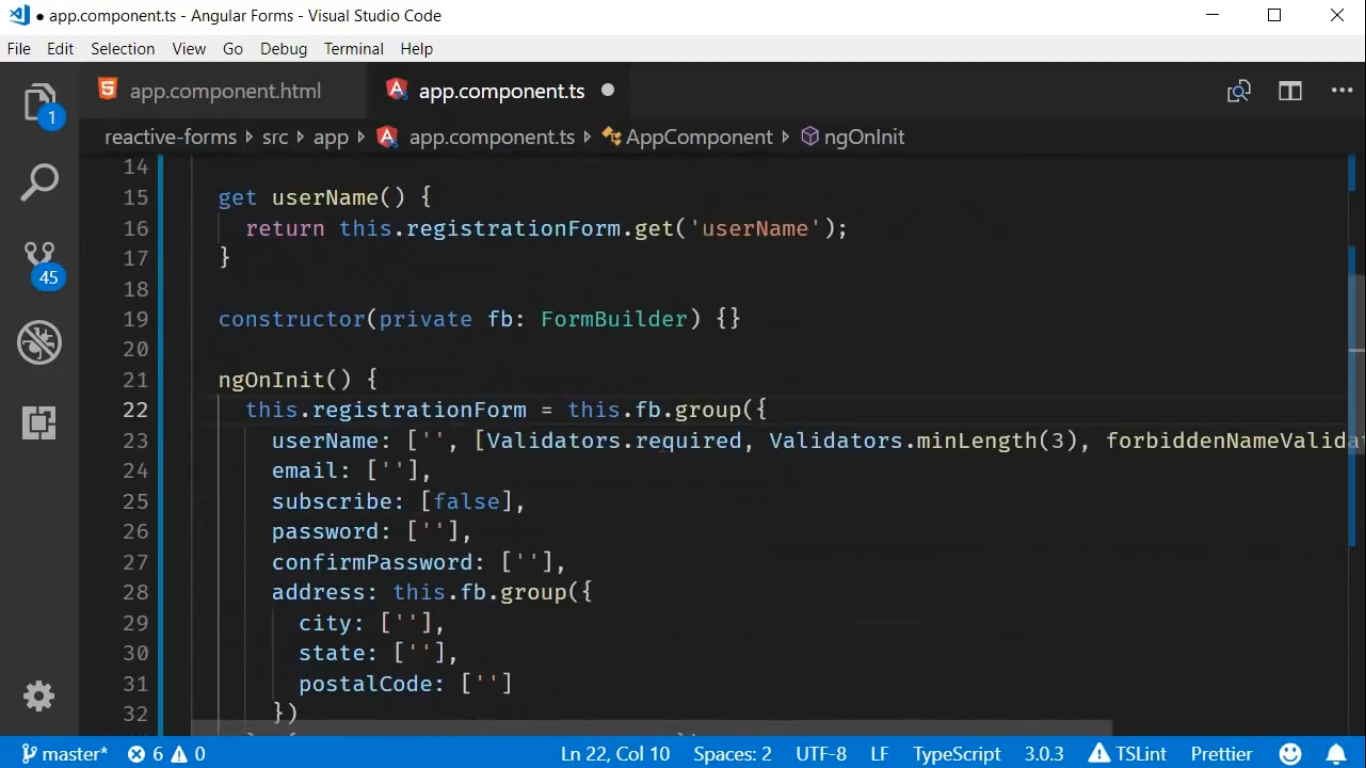 app.component.ts - Angular Forms - Visual Studio Code
File Edit Selection View Go Debug Terminal Help
app.component.html app.component.ts
reactive-forms src app app.component.ts AppComponent ngOnInit
1
45
14
15 get userName() {
16 return this.registrationForm.get('userName');
17 }
18
19 constructor(private fb: FormBuilder) {}
20
21 ngOnInit() {
22 this.registrationForm = this.fb.group({
23 userName: ['', [Validators.required, Validators.minLength(3), forbiddenNameValidat
24 email: [''],
25 subscribe: [false],
26 password: [''],
27 confirmPassword: [''],
28 address: this.fb.group({
29 city: [''],
30 state: [''],
31 postalCode: ['']
32 })
master* 6 0 Ln 22, Col 10 Spaces: 2 UTF-8 LF TypeScript 3.0.3 TSLint Prettier